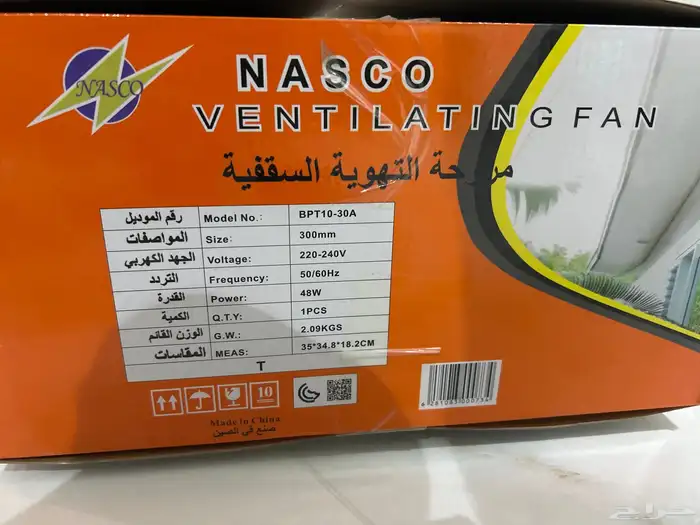 NASCO
NASCO
VENTILATING FAN
مروحة التهوية السقفية
رقم الموديل Model No.: BPT10-30A
المواصفات Size: 300mm
الجهد الكهربي Voltage: 220-240V
التردد Frequency: 50/60Hz
القدرة Power: 48W
الكمية Q.T.Y: 1PCS
الوزن القائم G.W.: 2.09KGS
المقاسات MEAS: 35*34.8*18.2CM
T
10
Made In China
صنع في الصين
حراج